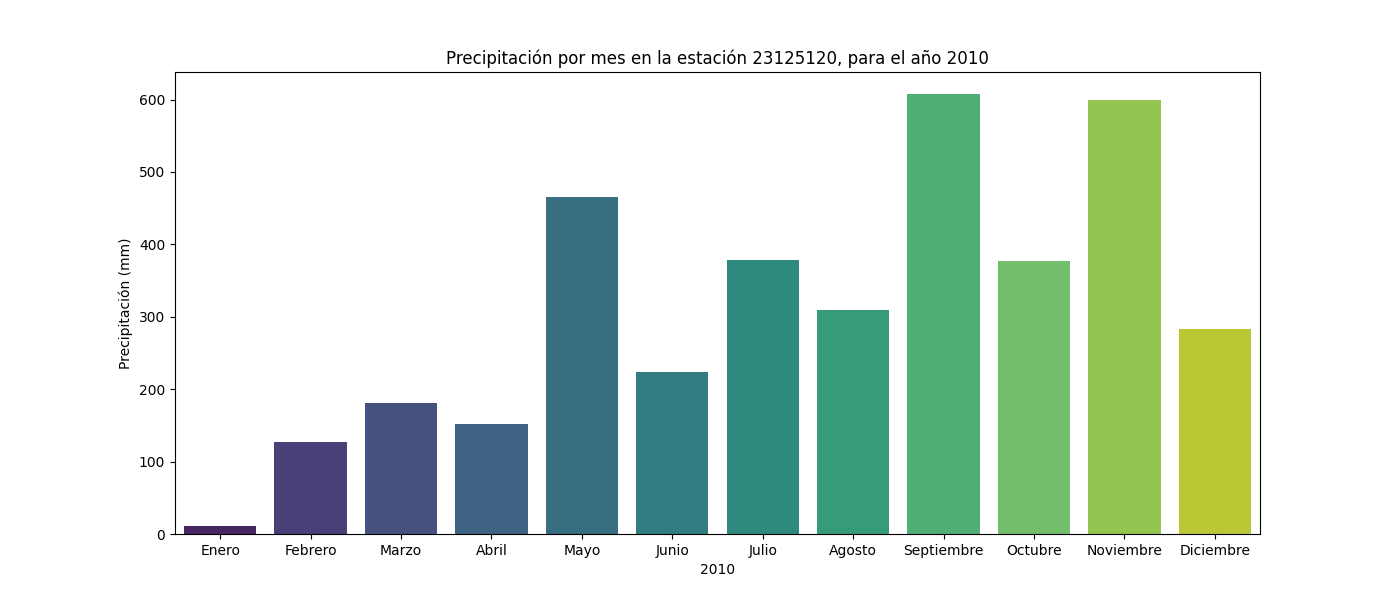 Precipitación por mes en la estación 23125120, para el año 2010
Precipitación (mm)
600
500
400
300
200
100
0
Enero Febrero Marzo Abril Mayo Junio Julio Agosto Septiembre Octubre Noviembre Diciembre
2010